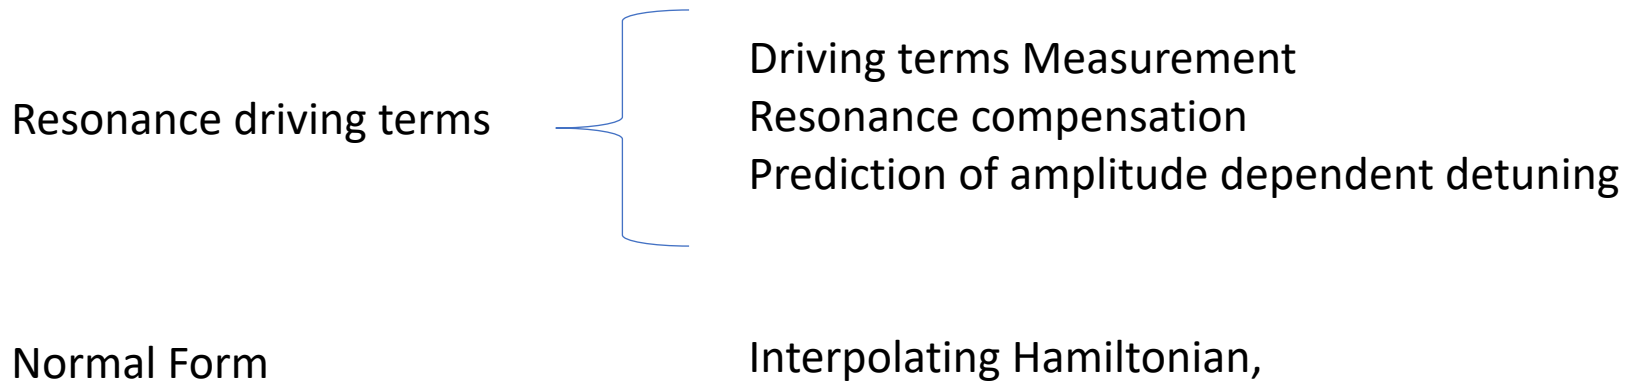 Resonance driving terms
Driving terms Measurement
Resonance compensation
Prediction of amplitude dependent detuning
Normal Form
Interpolating Hamiltonian,